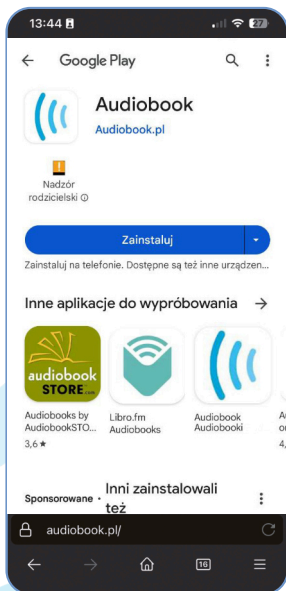 13:44
27
Google Play
Audiobook
Audiobook.pl
!
Nadzór
rodzicielski
Zainstaluj
Zainstaluj na telefonie. Dostępne są też inne urządzen...
Inne aplikacje do wypróbowania
audiobook
STORE.com
Audiobooks by
AudiobookSTO...
3,6★
Libro.fm
Audiobooks
Audiobook
Audiobooki
4,
Sponsorowane •
Inni zainstalowali
też
audiobook.pl/
16